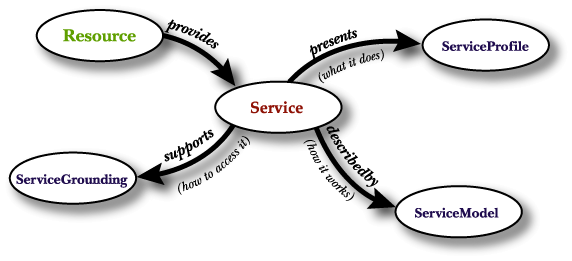 Resource
provides
presents
(what it does)
ServiceProfile
Service
supports
(how to access it)
describedby
(how it works)
ServiceGrounding
ServiceModel